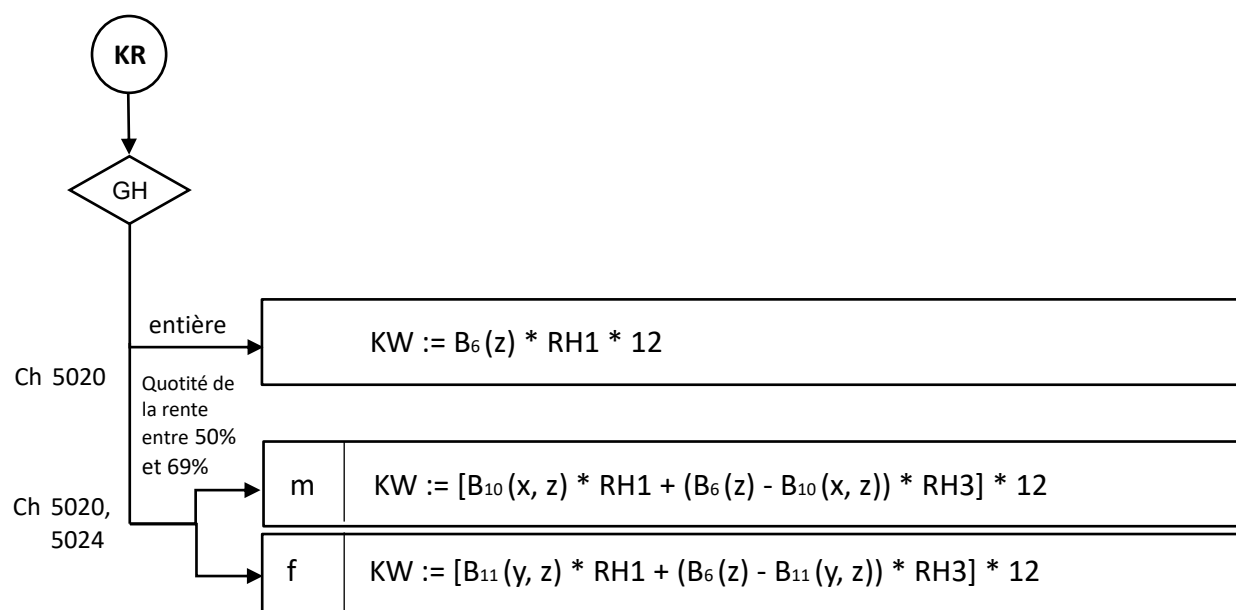 KR
GH
entière
KW := B₆ (z) * RH1 * 12
Ch 5020
Quotité de
la rente
entre 50%
et 69%
m
KW := [B₁₀ (x, z) * RH1 + (B₆ (z) - B₁₀ (x, z)) * RH3] * 12
Ch 5020,
5024
f
KW := [B₁₁ (y, z) * RH1 + (B₆ (z) - B₁₁ (y, z)) * RH3] * 12